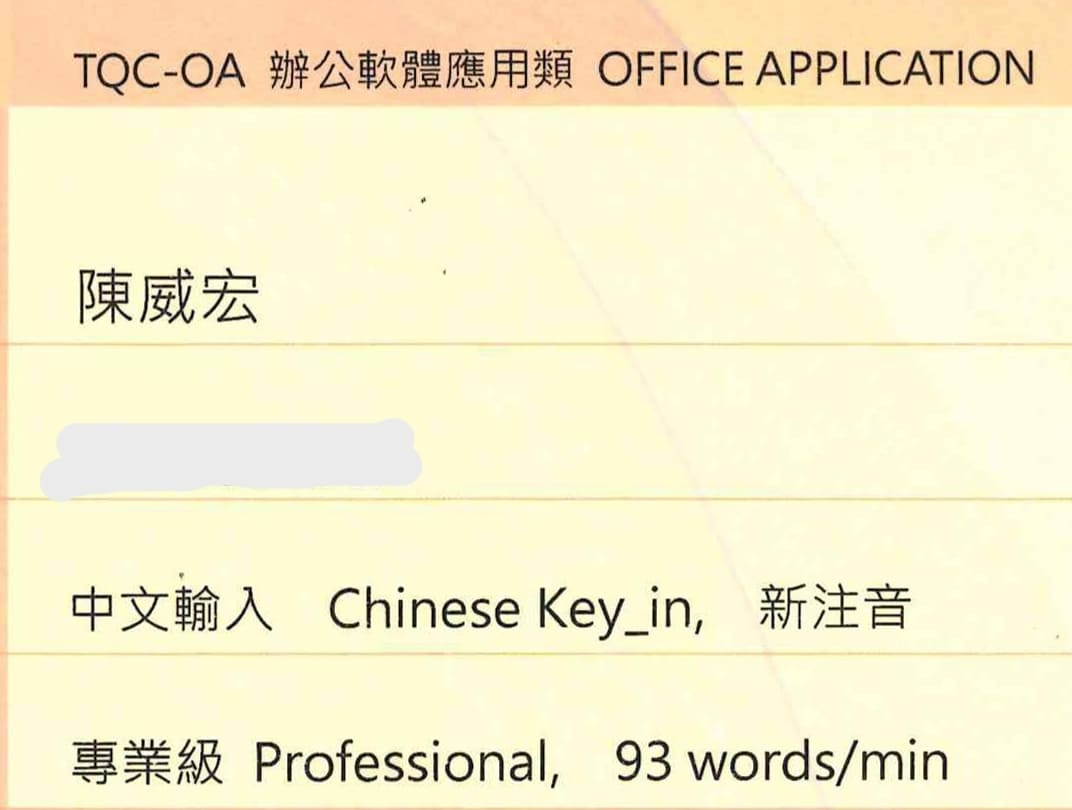 TQC-OA 辦公軟體應用類 OFFICE APPLICATION
陳威宏
中文輸入 Chinese Key_in, 新注音
專業級 Professional, 93 words/min